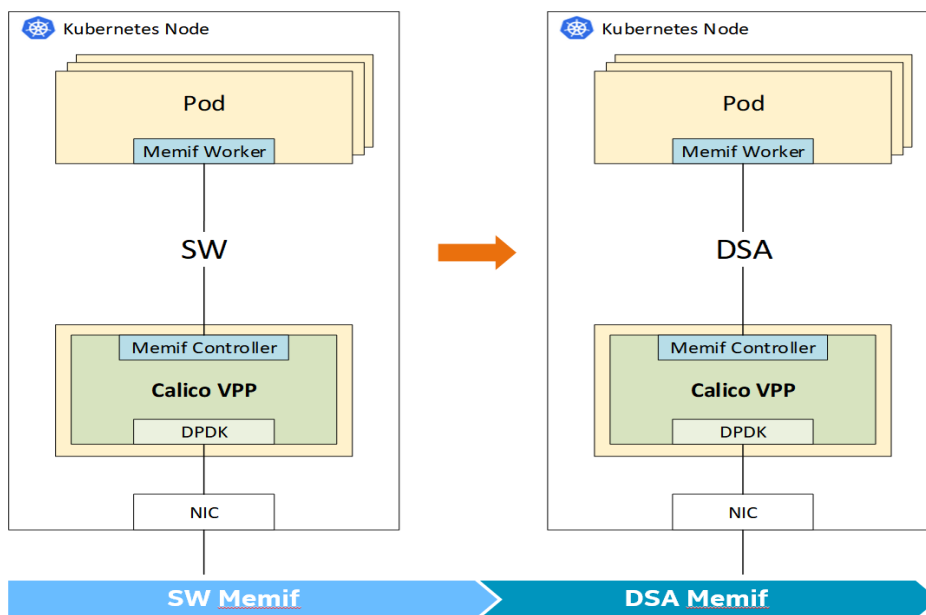 Kubernetes Node
Pod
Memif Worker
SW
Memif Controller
Calico VPP
DPDK
NIC
Kubernetes Node
Pod
Memif Worker
DSA
Memif Controller
Calico VPP
DPDK
NIC
SW Memif
DSA Memif